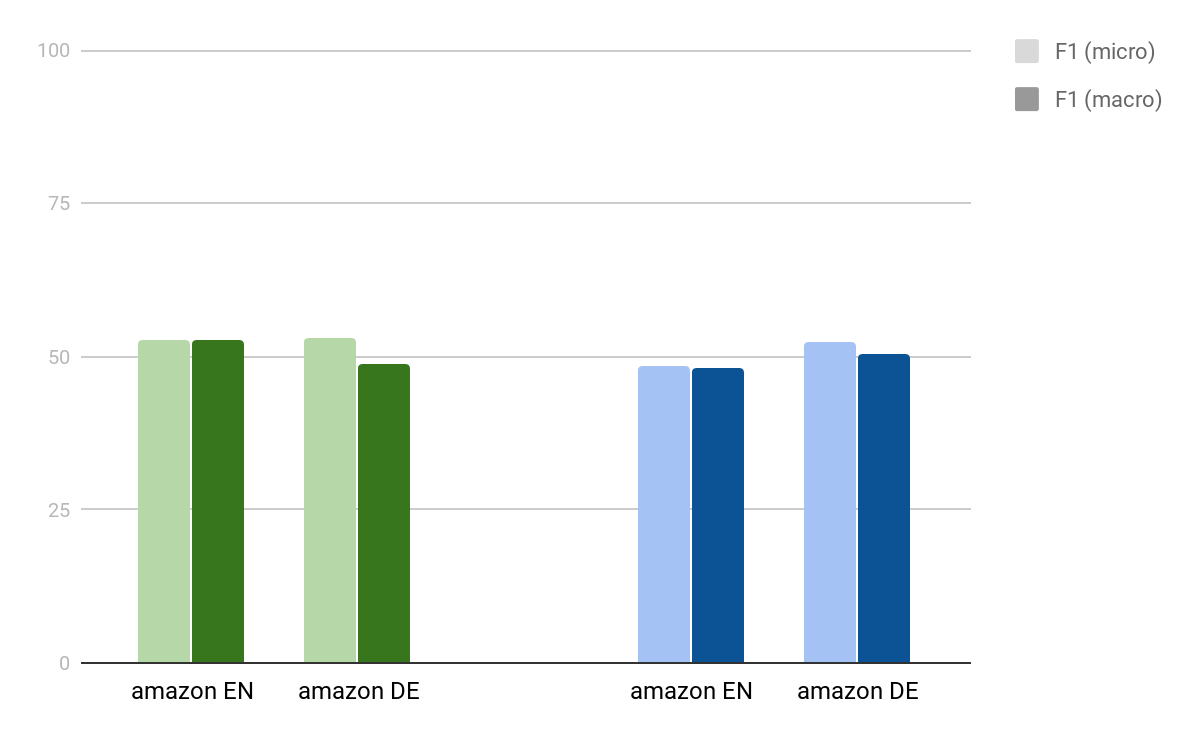 100
75
50
25
0
amazon EN
amazon DE
amazon EN
amazon DE
F1 (micro)
F1 (macro)